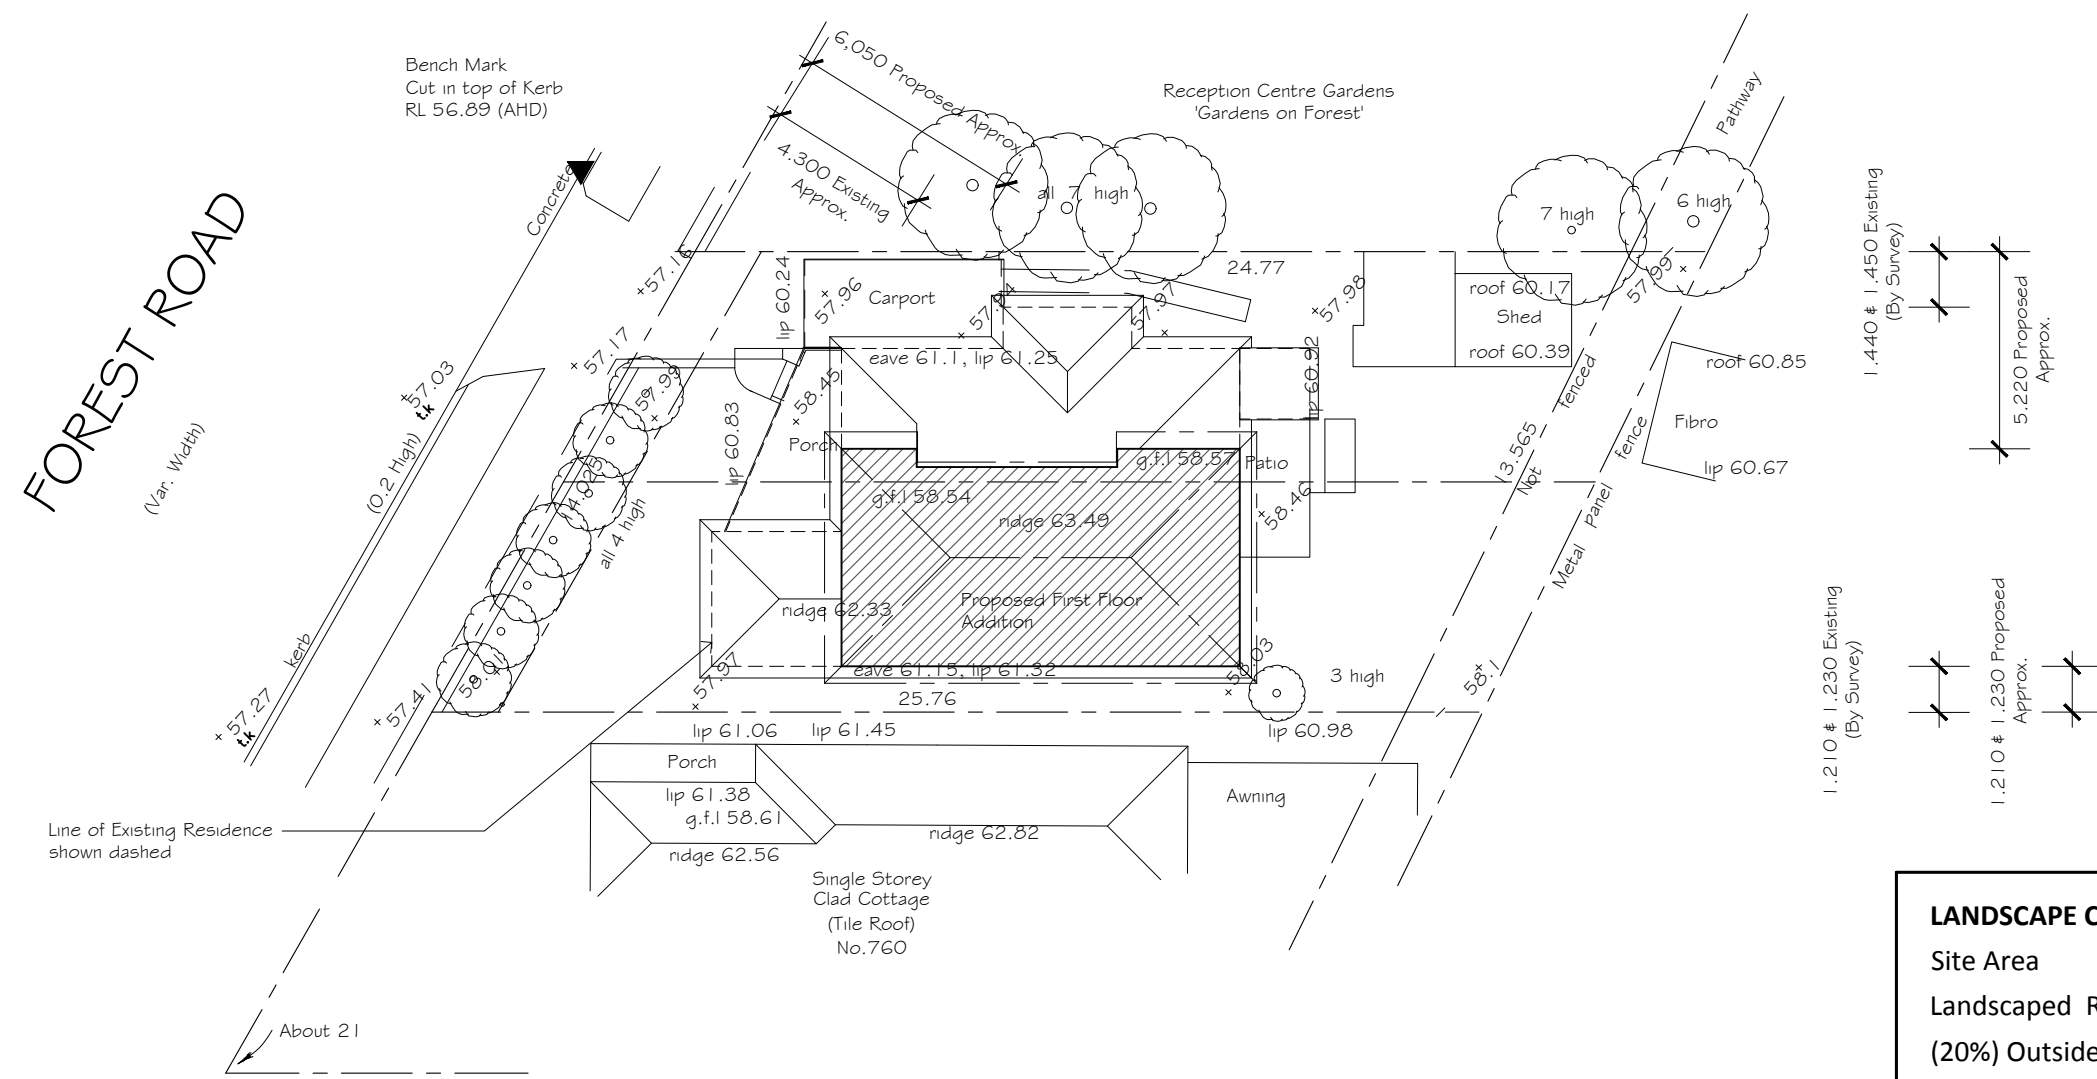 Bench Mark
Cut in top of Kerb
RL 56.89 (AHD)
6,050 Proposed Approx.
4.300 Existing
Approx.
Reception Centre Gardens
'Gardens on Forest'
Pathway
FOREST ROAD
(Var. Width)
Concrete
(0.2 High)
kerb
all 7 high
7 high
6 high
57.16
57.17
57.03
t.k
57.99
14.025
all 4 high
58.01
57.41
57.27
t.k
lip 60.24
57.96
Carport
57.94
57.97
24.77
57.98
roof 60.17
Shed
roof 60.39
57.99
eave 61.1, lip 61.25
lip 60.92
58.45
lip 60.83
Porch
g.f.l 58.57
Patio
g.f.l 58.54
ridge 63.49
58.46
13.565
Not fenced
Metal Panel fence
roof 60.85
Fibro
lip 60.67
ridge 62.33
Proposed First Floor
Addition
57.97
eave 61.15, lip 61.32
58.03
3 high
58.1
25.76
lip 61.06
lip 61.45
lip 60.98
Porch
lip 61.38
g.f.l 58.61
ridge 62.56
ridge 62.82
Awning
Single Storey
Clad Cottage
(Tile Roof)
No.760
Line of Existing Residence
shown dashed
About 21
1.440 & 1.450 Existing
(By Survey)
5.220 Proposed
Approx.
1.210 & 1.230 Existing
(By Survey)
1.210 & 1.230 Proposed
Approx.
LANDSCAPE C
Site Area
Landscaped R
(20%) Outside